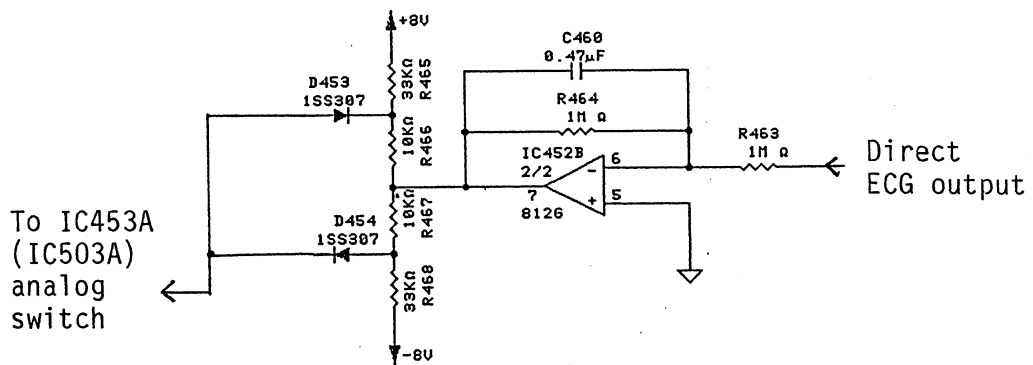 +8V
33KΩ
R465
D453
1SS307
10KΩ
R466
C460
0.47μF
R464
1M Ω
R463
1M Ω
IC452B
2/2
6
-
7
8126
+
5
Direct
ECG output
10KΩ
R467
D454
1SS307
33KΩ
R468
-8V
To IC453A
(IC503A)
analog
switch